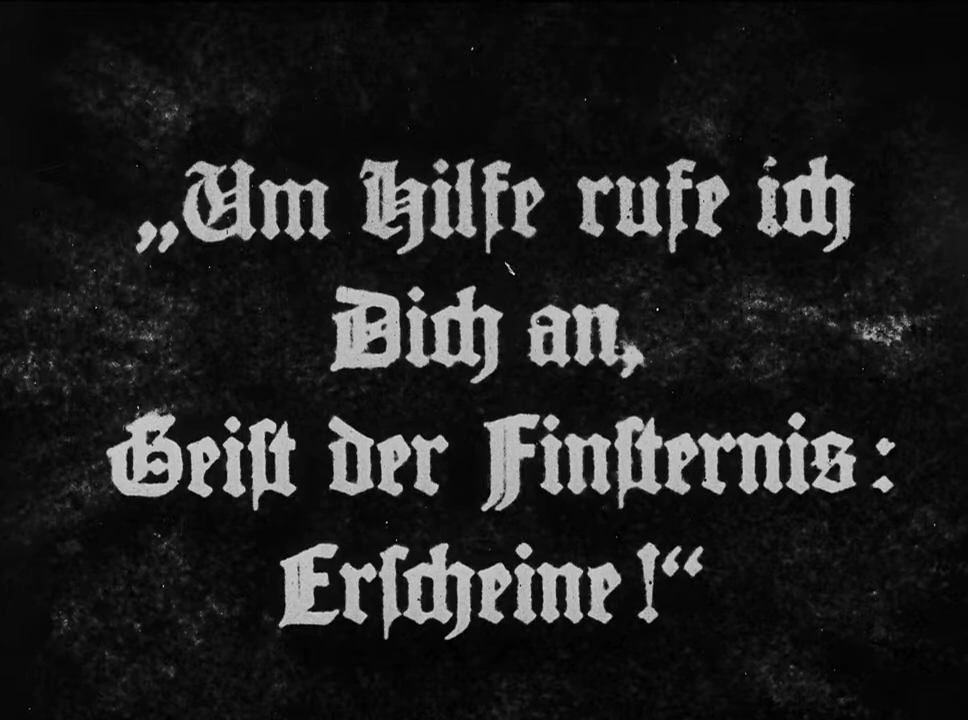 „Um Hilfe rufe ich
Dich an,
Geiſt der Finſternis:
Erſcheine!“